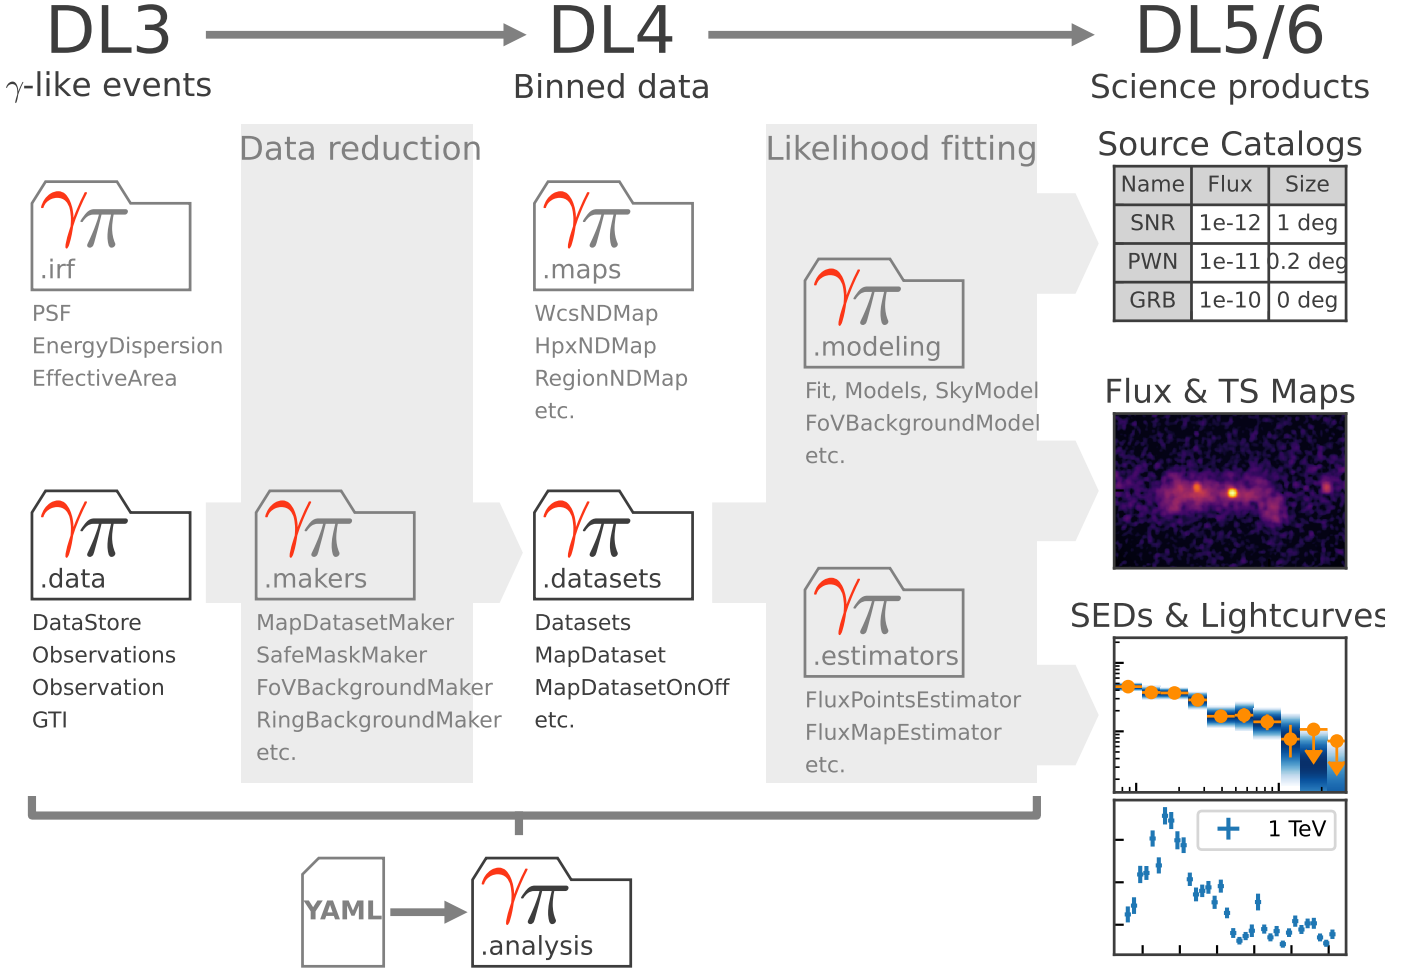 DL3
DL4
DL5/6
γ-like events
Binned data
Science products
Data reduction
Likelihood fitting
γπ
.irf
PSF
EnergyDispersion
EffectiveArea
γπ
.data
DataStore
Observations
Observation
GTI
γπ
.makers
MapDatasetMaker
SafeMaskMaker
FoVBackgroundMaker
RingBackgroundMaker
etc.
γπ
.maps
WcsNDMap
HpxNDMap
RegionNDMap
etc.
γπ
.datasets
Datasets
MapDataset
MapDatasetOnOff
etc.
γπ
.modeling
Fit, Models, SkyModel
FoVBackgroundModel
etc.
γπ
.estimators
FluxPointsEstimator
FluxMapEstimator
etc.
Source Catalogs
Name Flux Size
SNR 1e-12 1 deg
PWN 1e-11 0.2 deg
GRB 1e-10 0 deg
Flux & TS Maps
SEDs & Lightcurves
1 TeV
YAML
γπ
.analysis